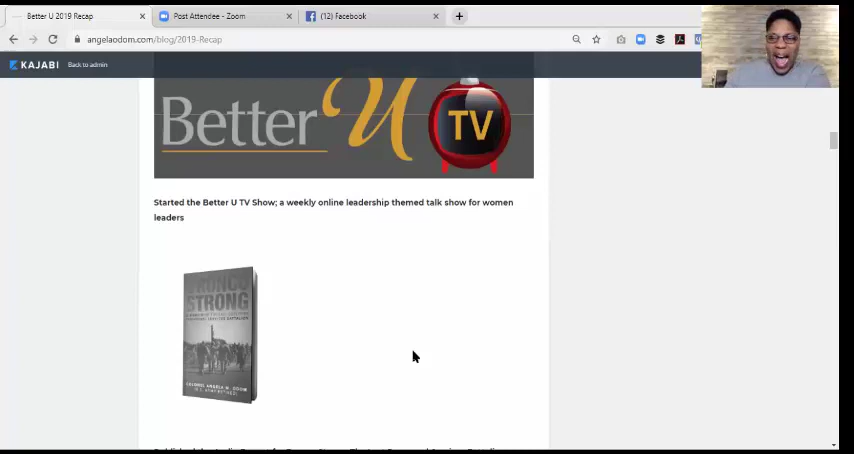 Better U 2019 Recap
Post Attendee - Zoom
(12) Facebook
angelaodom.com/blog/2019-Recap
KAJABI
Back to admin
Better U TV
Started the Better U TV Show; a weekly online leadership themed talk show for women
leaders
BRONCO
STRONG
COLONEL ANGELA M. ODOM